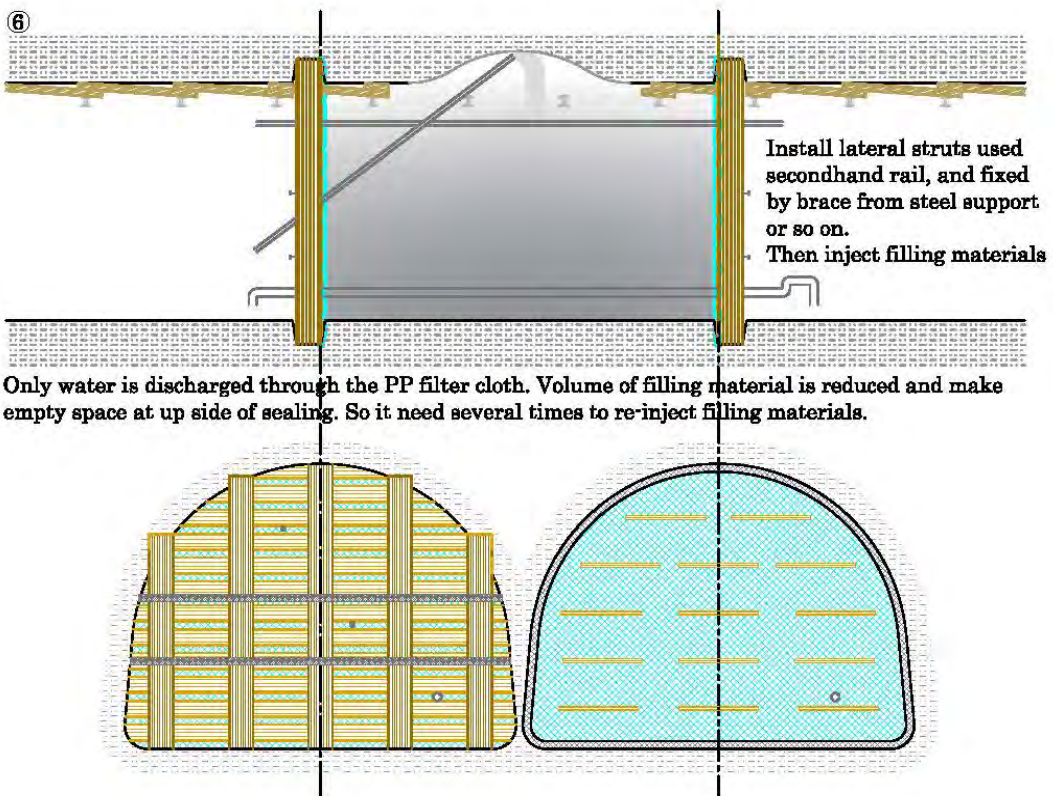 ⑥
Install lateral struts used
secondhand rail, and fixed
by brace from steel support
or so on.
Then inject filling materials
Only water is discharged through the PP filter cloth. Volume of filling material is reduced and make
empty space at up side of sealing. So it need several times to re-inject filling materials.